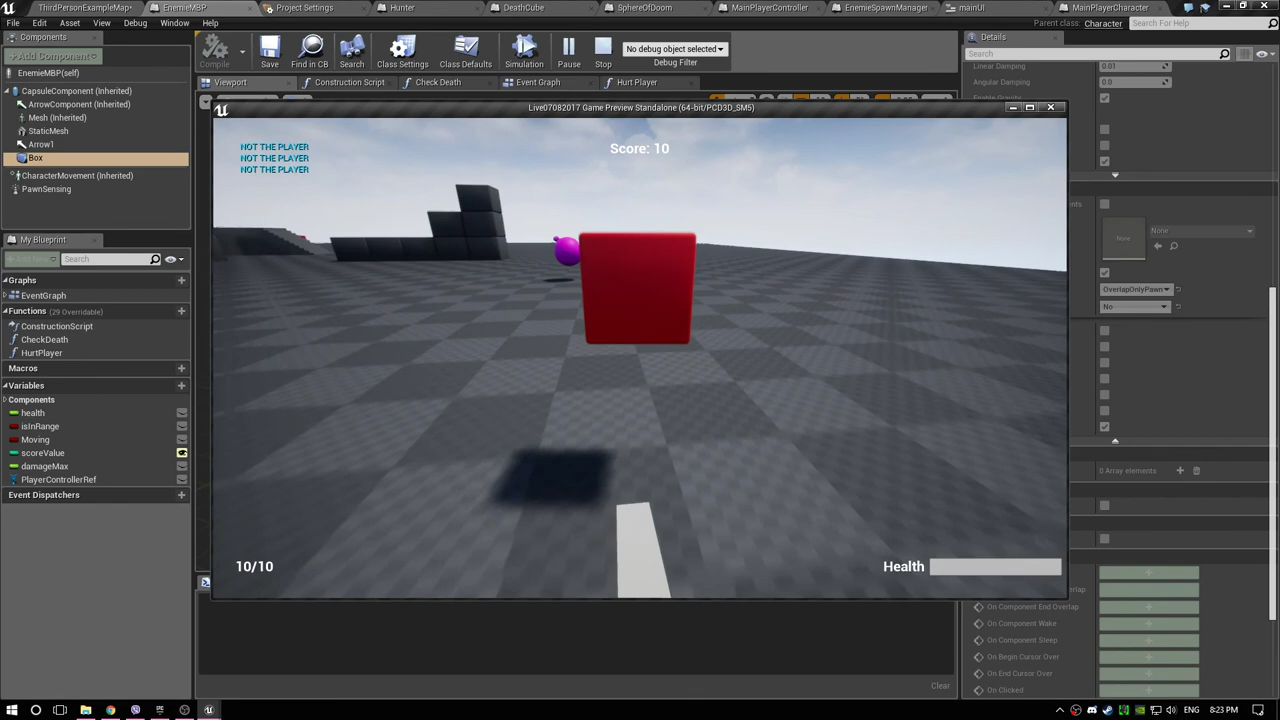 ThirdPersonExampleMap*
EnemieMBP
Project Settings
Hunter
DeathCube
SphereOfDoom
MainPlayerController
EnemieSpawnManager
mainUI
MainPlayerCharacter
File
Edit
Asset
View
Debug
Window
Help
Parent class: Character
Search For Help
Components
Add Component
EnemieMBP(self)
CapsuleComponent (Inherited)
ArrowComponent (Inherited)
Mesh (Inherited)
StaticMesh
Arrow1
Box
CharacterMovement (Inherited)
PawnSensing
Compile
Save
Find in CB
Search
Class Settings
Class Defaults
Simulation
Pause
Stop
No debug object selected
Debug Filter
Viewport
Construction Script
Check Death
Event Graph
Hurt Player
Details
Search
Linear Damping
0.01
Angular Damping
0.0
Enable Gravity
Live07082017 Game Preview Standalone (64-bit/PCD3D_SM5)
NOT THE PLAYER
NOT THE PLAYER
NOT THE PLAYER
Score: 10
10/10
Health
My Blueprint
Add New
Search
Graphs
EventGraph
Functions (29 Overridable)
ConstructionScript
CheckDeath
HurtPlayer
Macros
Variables
Components
health
isInRange
Moving
scoreValue
damageMax
PlayerControllerRef
Event Dispatchers
None
None
OverlapOnlyPawn
No
0 Array elements
On Component End Overlap
On Component Wake
On Component Sleep
On Begin Cursor Over
On End Cursor Over
On Clicked
Clear
ENG
8:23 PM